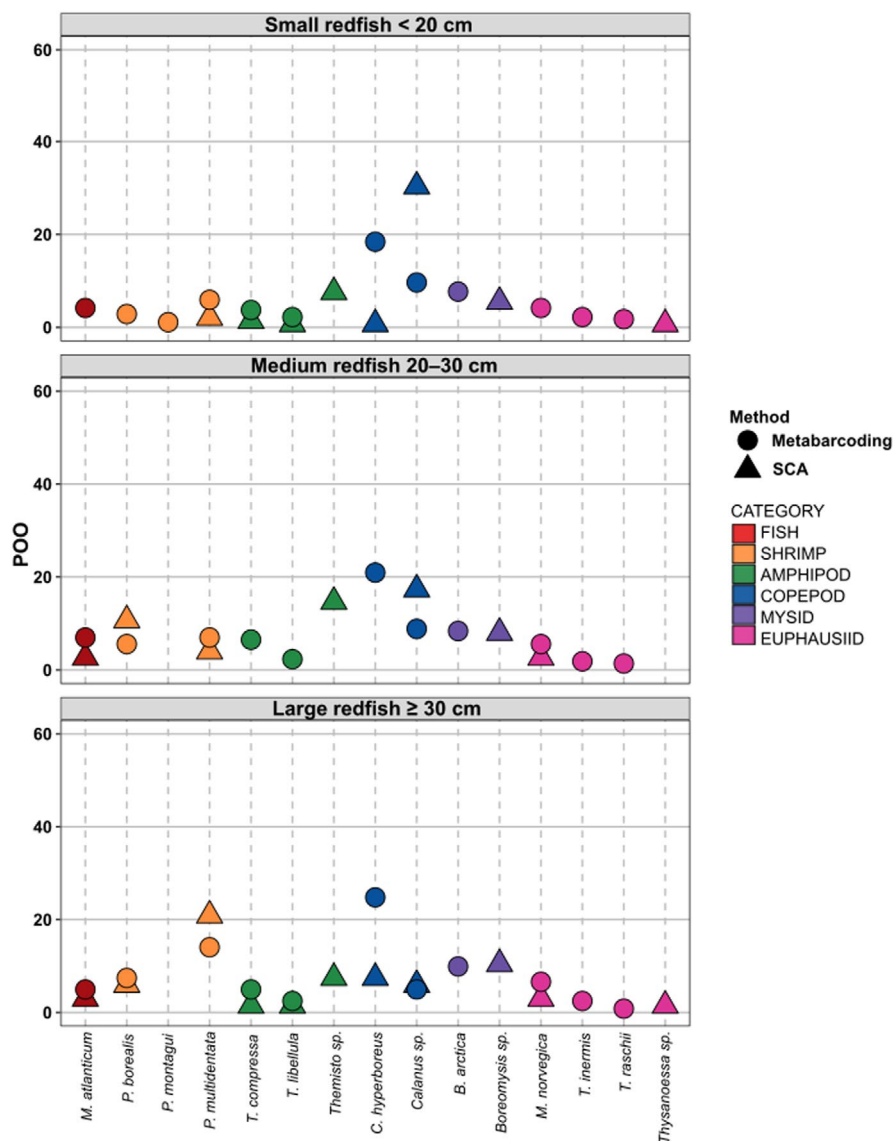 Small redfish < 20 cm
60
40
20
0
Medium redfish 20–30 cm
60
40
20
0
POO
Large redfish ≥ 30 cm
60
40
20
0
M. atlanticum
P. borealis
P. montagui
P. multidentata
T. compressa
T. libellula
Themisto sp.
C. hyperboreus
Calanus sp.
B. arctica
Boreomysis sp.
M. norvegica
T. inermis
T. raschii
Thysanoessa sp.
Method
Metabarcoding
SCA
CATEGORY
FISH
SHRIMP
AMPHIPOD
COPEPOD
MYSID
EUPHAUSIID